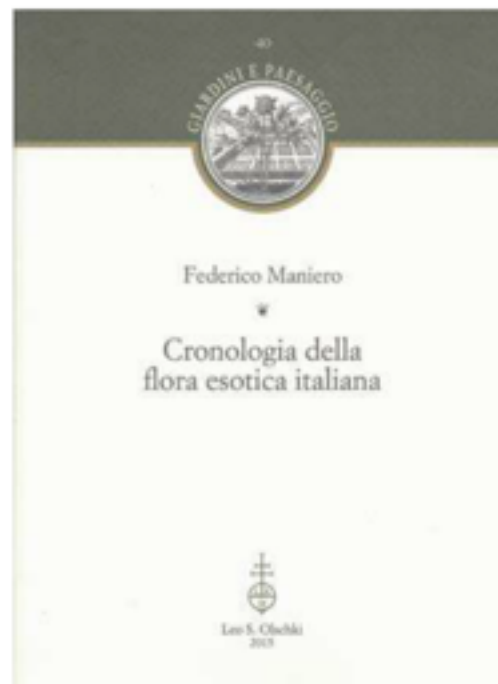 40
GIARDINI E PAESAGGIO
Federico Maniero
Cronologia della
flora esotica italiana
Leo S. Olschki
2015